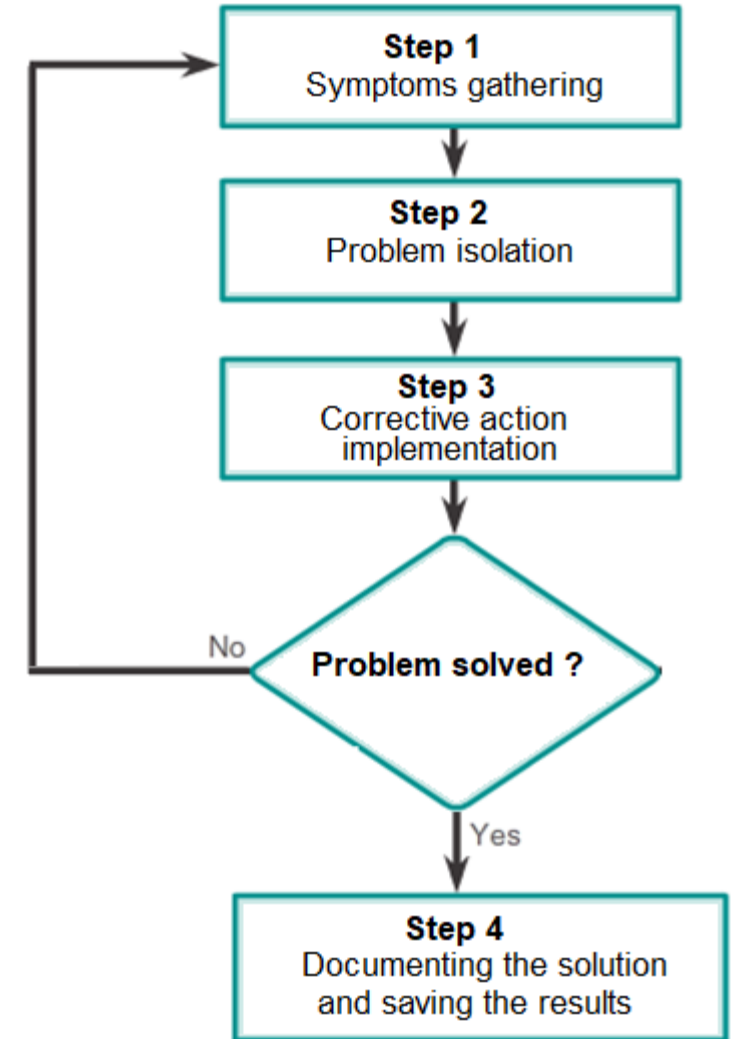 Step 1
Symptoms gathering
Step 2
Problem isolation
Step 3
Corrective action
implementation
Problem solved ?
No
Yes
Step 4
Documenting the solution
and saving the results